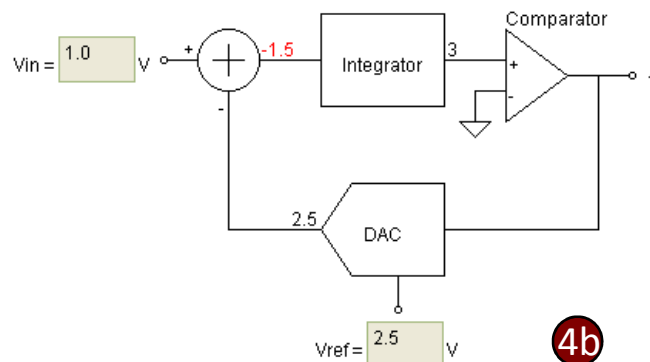 Comparator
Vin = 1.0 V
+
-1.5
Integrator
3
+
-
-
2.5
DAC
Vref = 2.5 V
4b